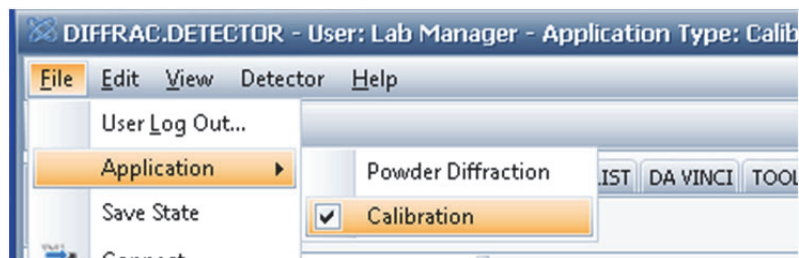 DIFFRAC.DETECTOR - User: Lab Manager - Application Type: Calib
File Edit View Detector Help
User Log Out...
Application Powder Diffraction .IST DA VINCI TOOL
Save State Calibration